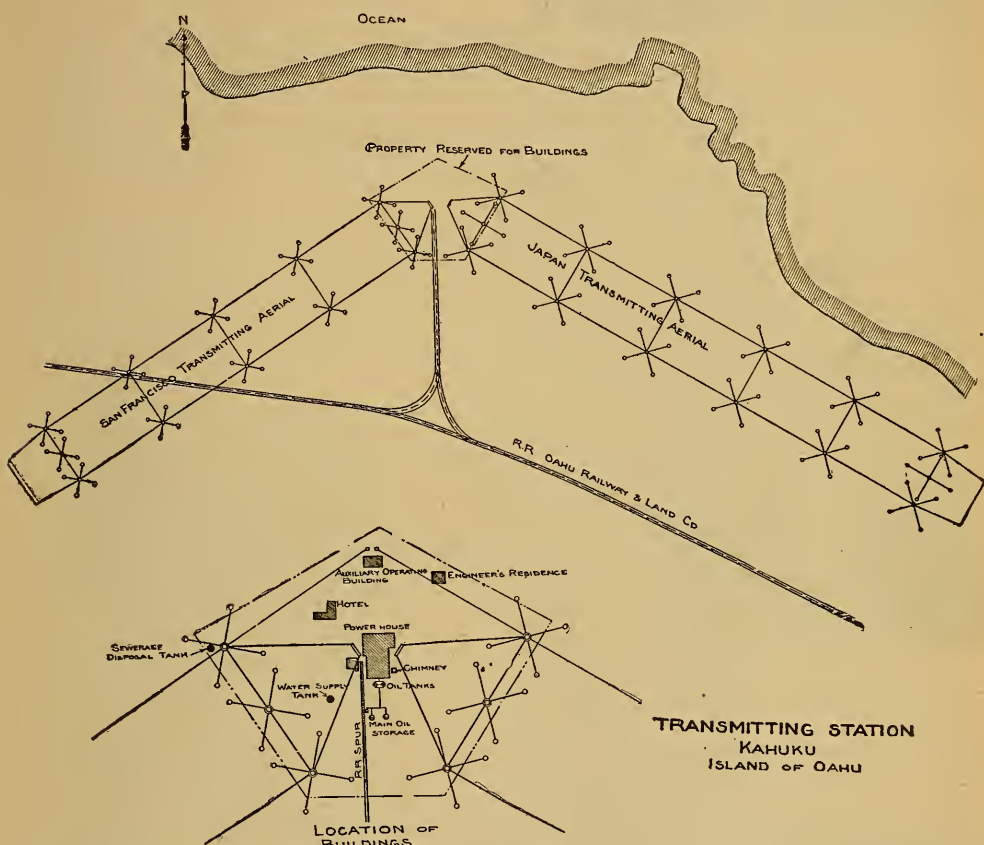 OCEAN
N
PROPERTY RESERVED FOR BUILDINGS
JAPAN TRANSMITTING AERIAL
SAN FRANCISCO TRANSMITTING AERIAL
R.R OAHU RAILWAY & LAND CO
AUXILIARY OPERATING
BUILDING
ENGINEER'S RESIDENCE
HOTEL
POWER HOUSE
SEWERAGE
DISPOSAL TANK
CHIMNEY
WATER SUPPLY
TANK
OIL TANKS
MAIN OIL
STORAGE
R.R SPUR
TRANSMITTING STATION
KAHUKU
ISLAND OF OAHU
LOCATION OF
BUILDINGS